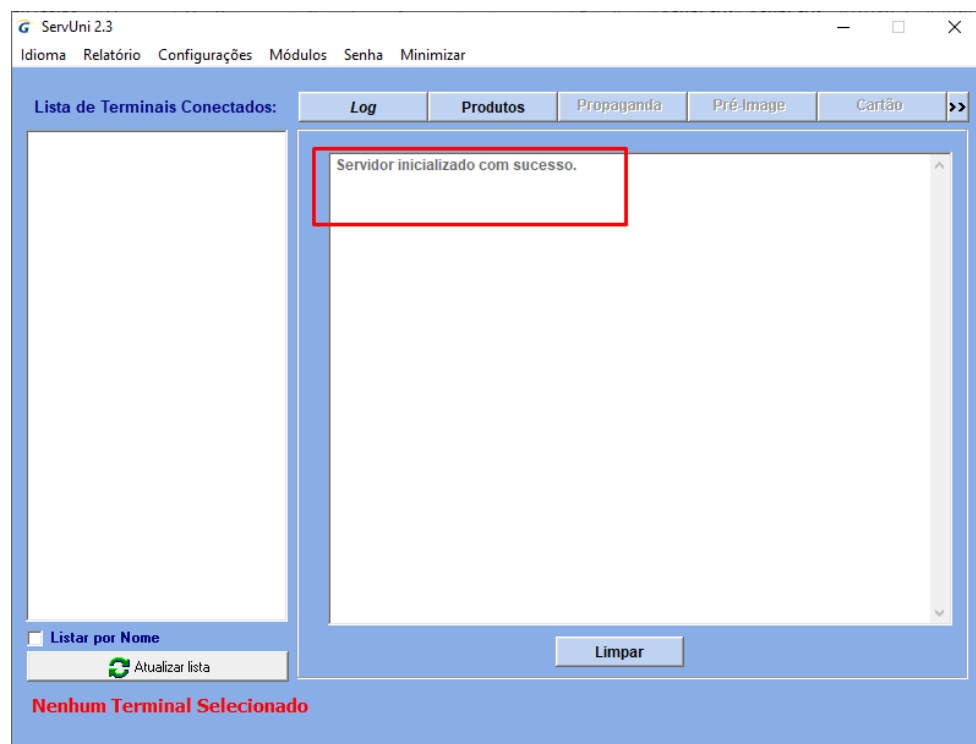 ServUni 2.3
Idioma Relatório Configurações Módulos Senha Minimizar
Lista de Terminais Conectados:
Log Produtos Propaganda Pré-Image Cartão >>
Servidor inicializado com sucesso.
Listar por Nome
Limpar
Atualizar lista
Nenhum Terminal Selecionado